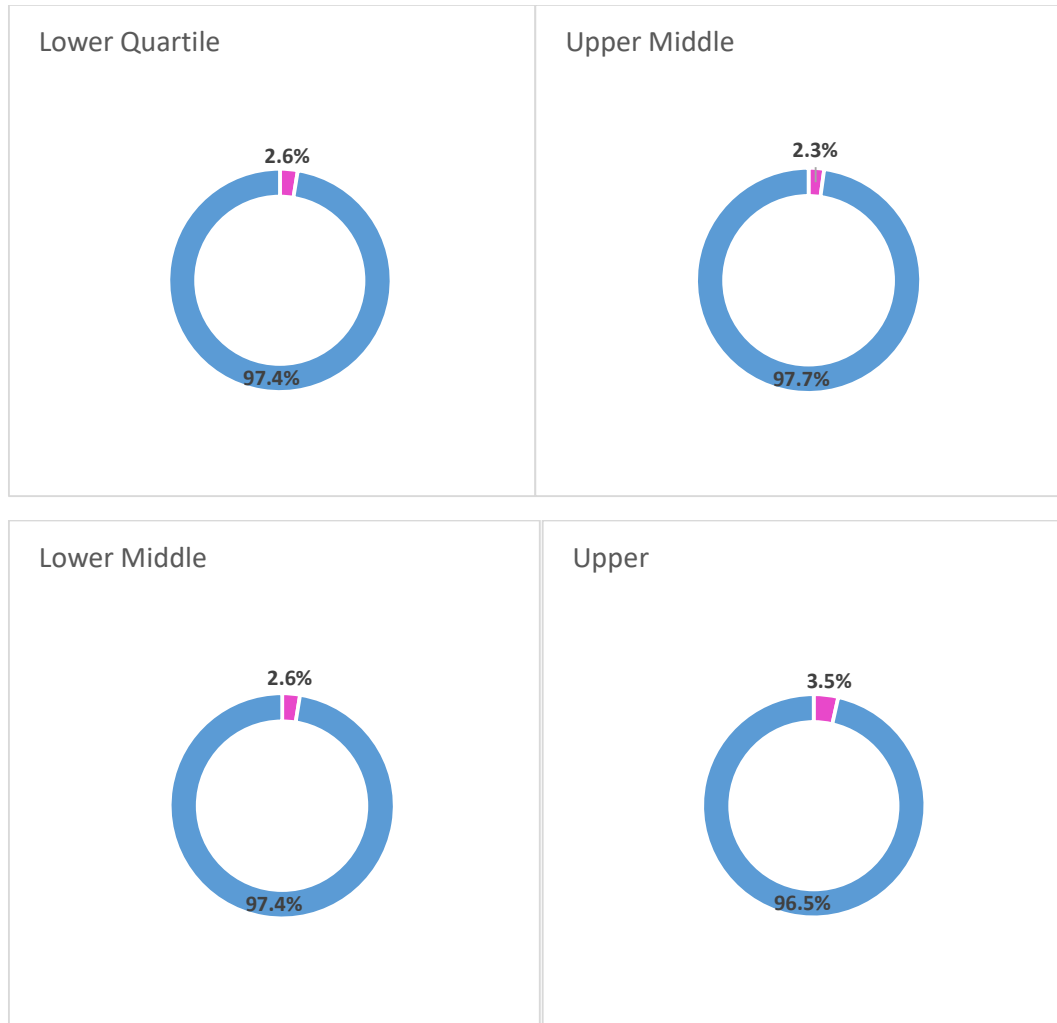 Lower Quartile
2.6%
97.4%
Upper Middle
2.3%
97.7%
Lower Middle
2.6%
97.4%
Upper
3.5%
96.5%